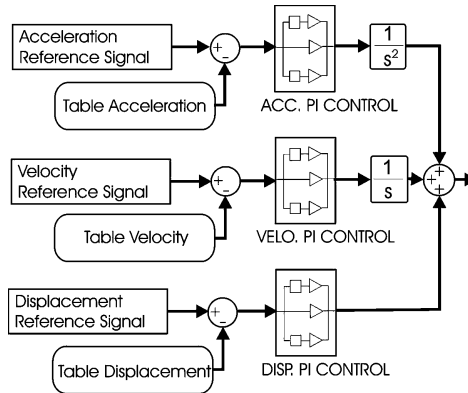 Acceleration
Reference Signal
+
−
Table Acceleration
ACC. PI CONTROL
1
s²
Velocity
Reference Signal
+
−
Table Velocity
VELO. PI CONTROL
1
s
+
+
+
Displacement
Reference Signal
+
−
Table Displacement
DISP. PI CONTROL